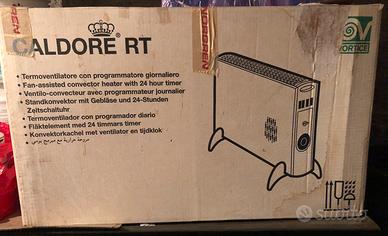 CALDORE® RT
• Termoventilatore con programmatore giornaliero
• Fan-assisted convector heater with 24 hour timer
• Ventilo-convecteur avec programmateur journalier
• Standkonvektor mit Gebläse und 24-Stunden
Zeitschaltuhr
• Termoventilador con programador diario
• Fläktelement med 24 timmars timer
• Konvektorkachel met ventilator en tijdklok
VORTICE
NORDREN
subito